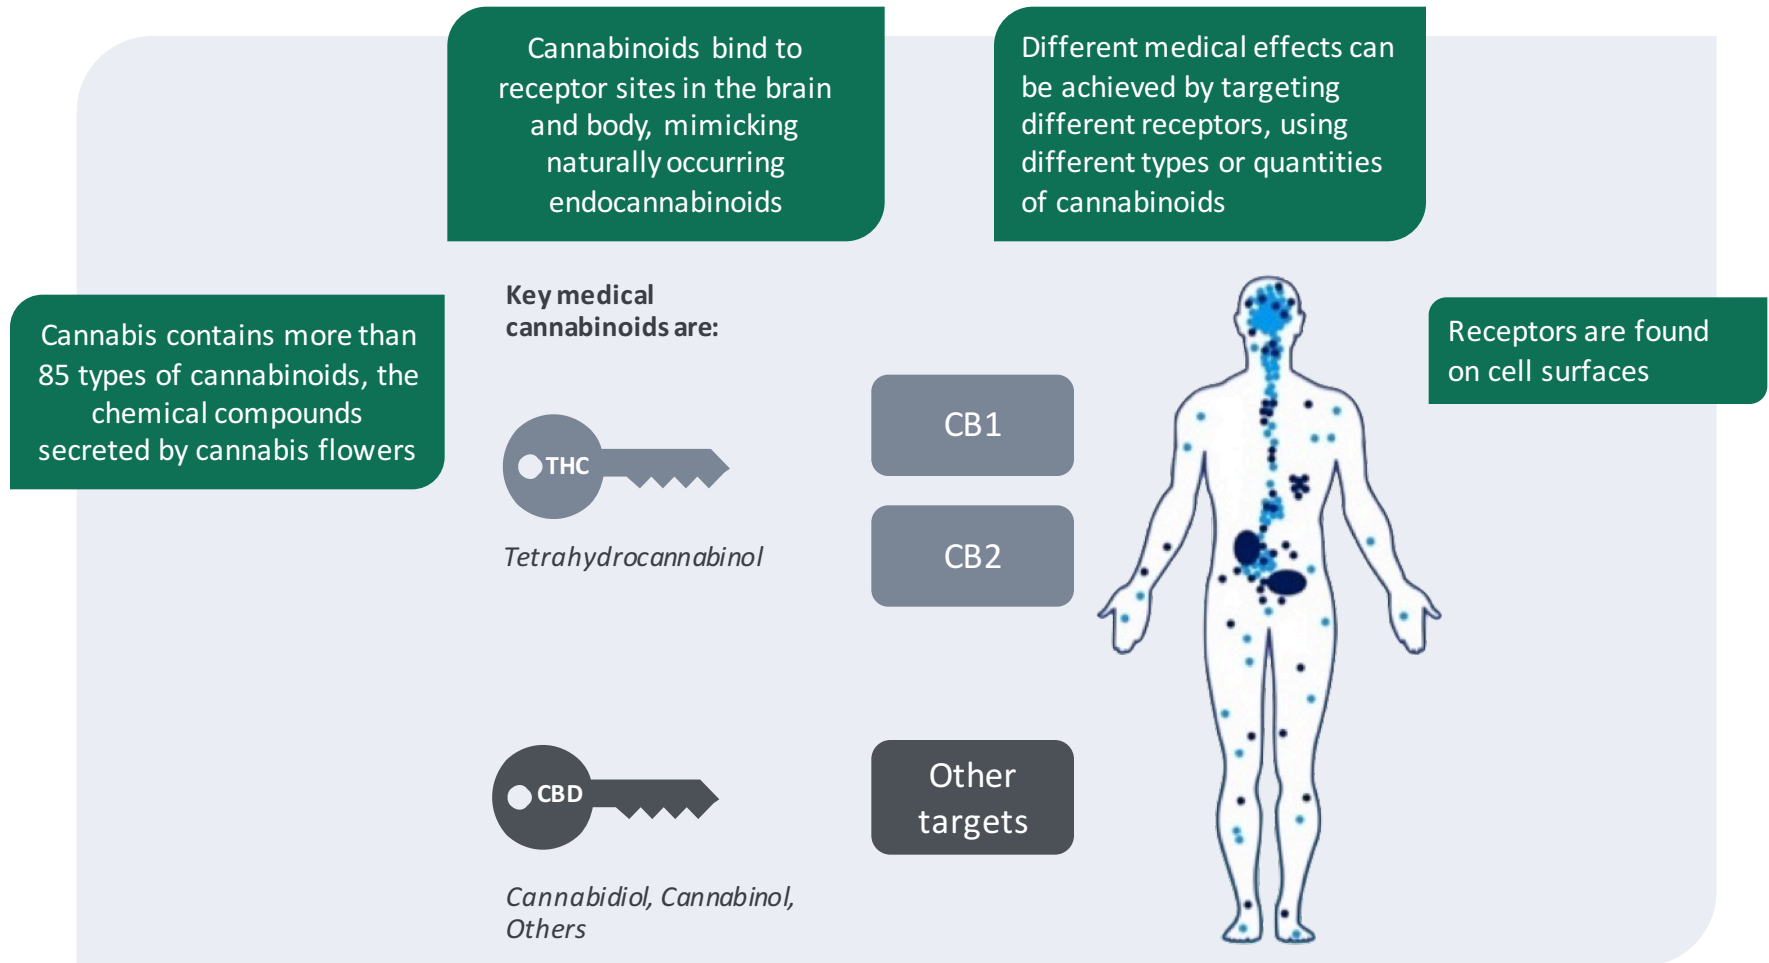 Cannabinoids bind to
receptor sites in the brain
and body, mimicking
naturally occurring
endocannabinoids
Different medical effects can
be achieved by targeting
different receptors, using
different types or quantities
of cannabinoids
Cannabis contains more than
85 types of cannabinoids, the
chemical compounds
secreted by cannabis flowers
Key medical
cannabinoids are:
Receptors are found
on cell surfaces
THC
Tetrahydrocannabinol
CB1
CB2
CBD
Cannabidiol, Cannabinol,
Others
Other
targets